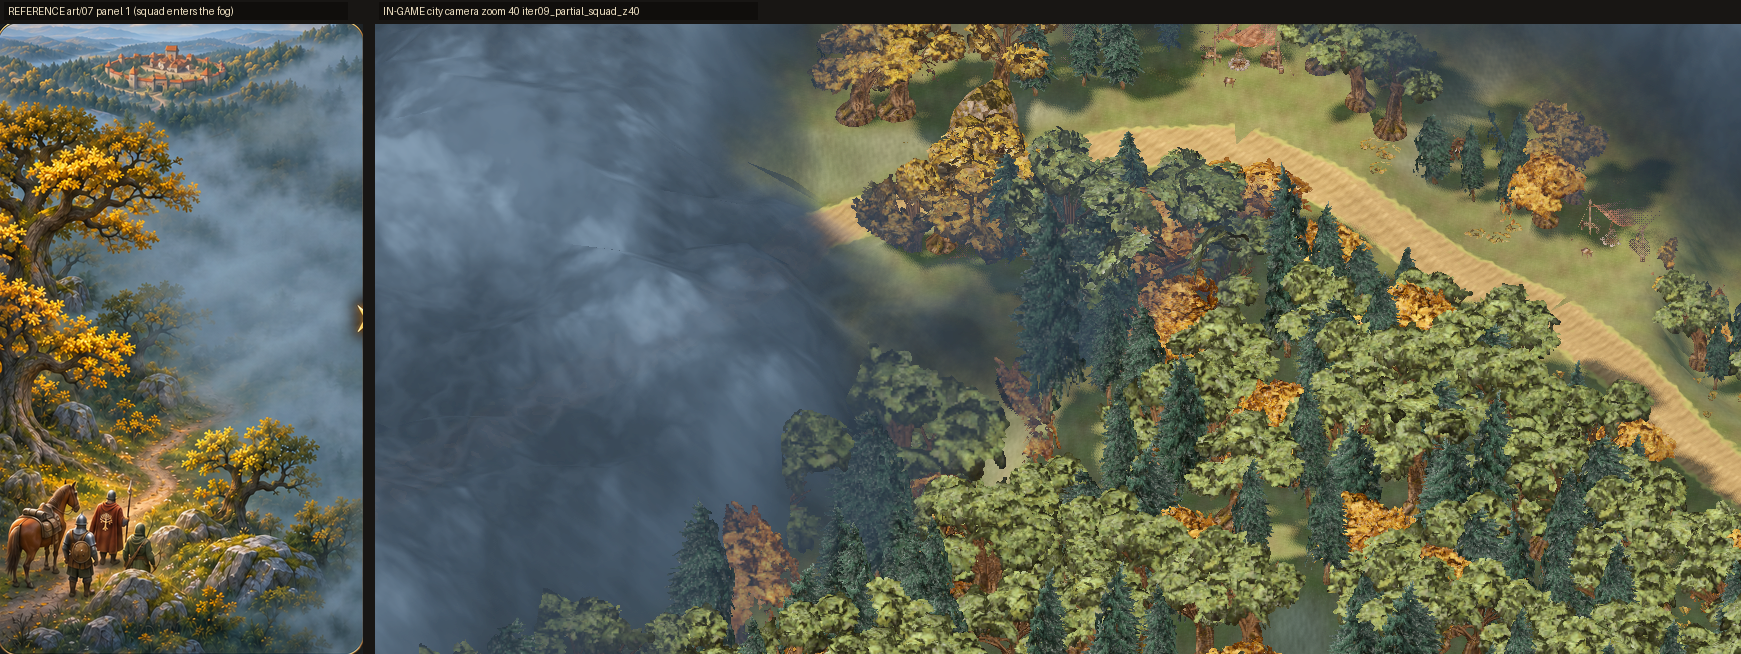 REFERENCE art/07 panel 1 (squad enters the fog)
IN-GAME city camera zoom 40 iter09_partial_squad_z40